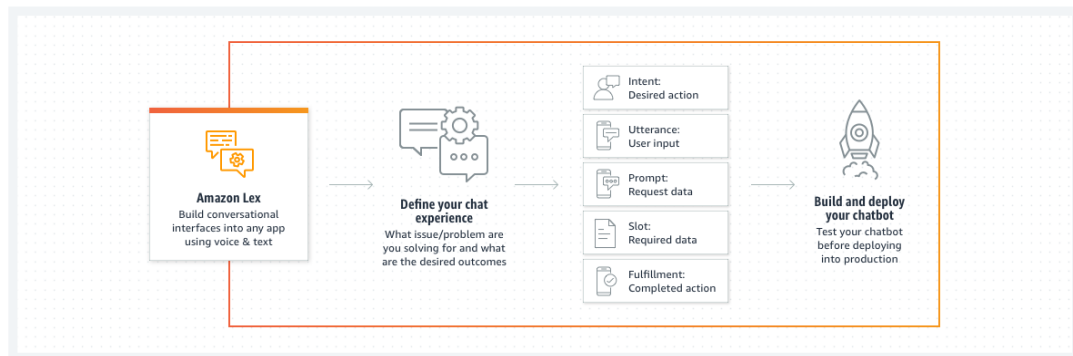 Amazon Lex
Build conversational
interfaces into any app
using voice & text
Define your chat
experience
What issue/problem are
you solving for and what
are the desired outcomes
Intent:
Desired action
Utterance:
User input
Prompt:
Request data
Slot:
Required data
Fulfillment:
Completed action
Build and deploy
your chatbot
Test your chatbot
before deploying
into production